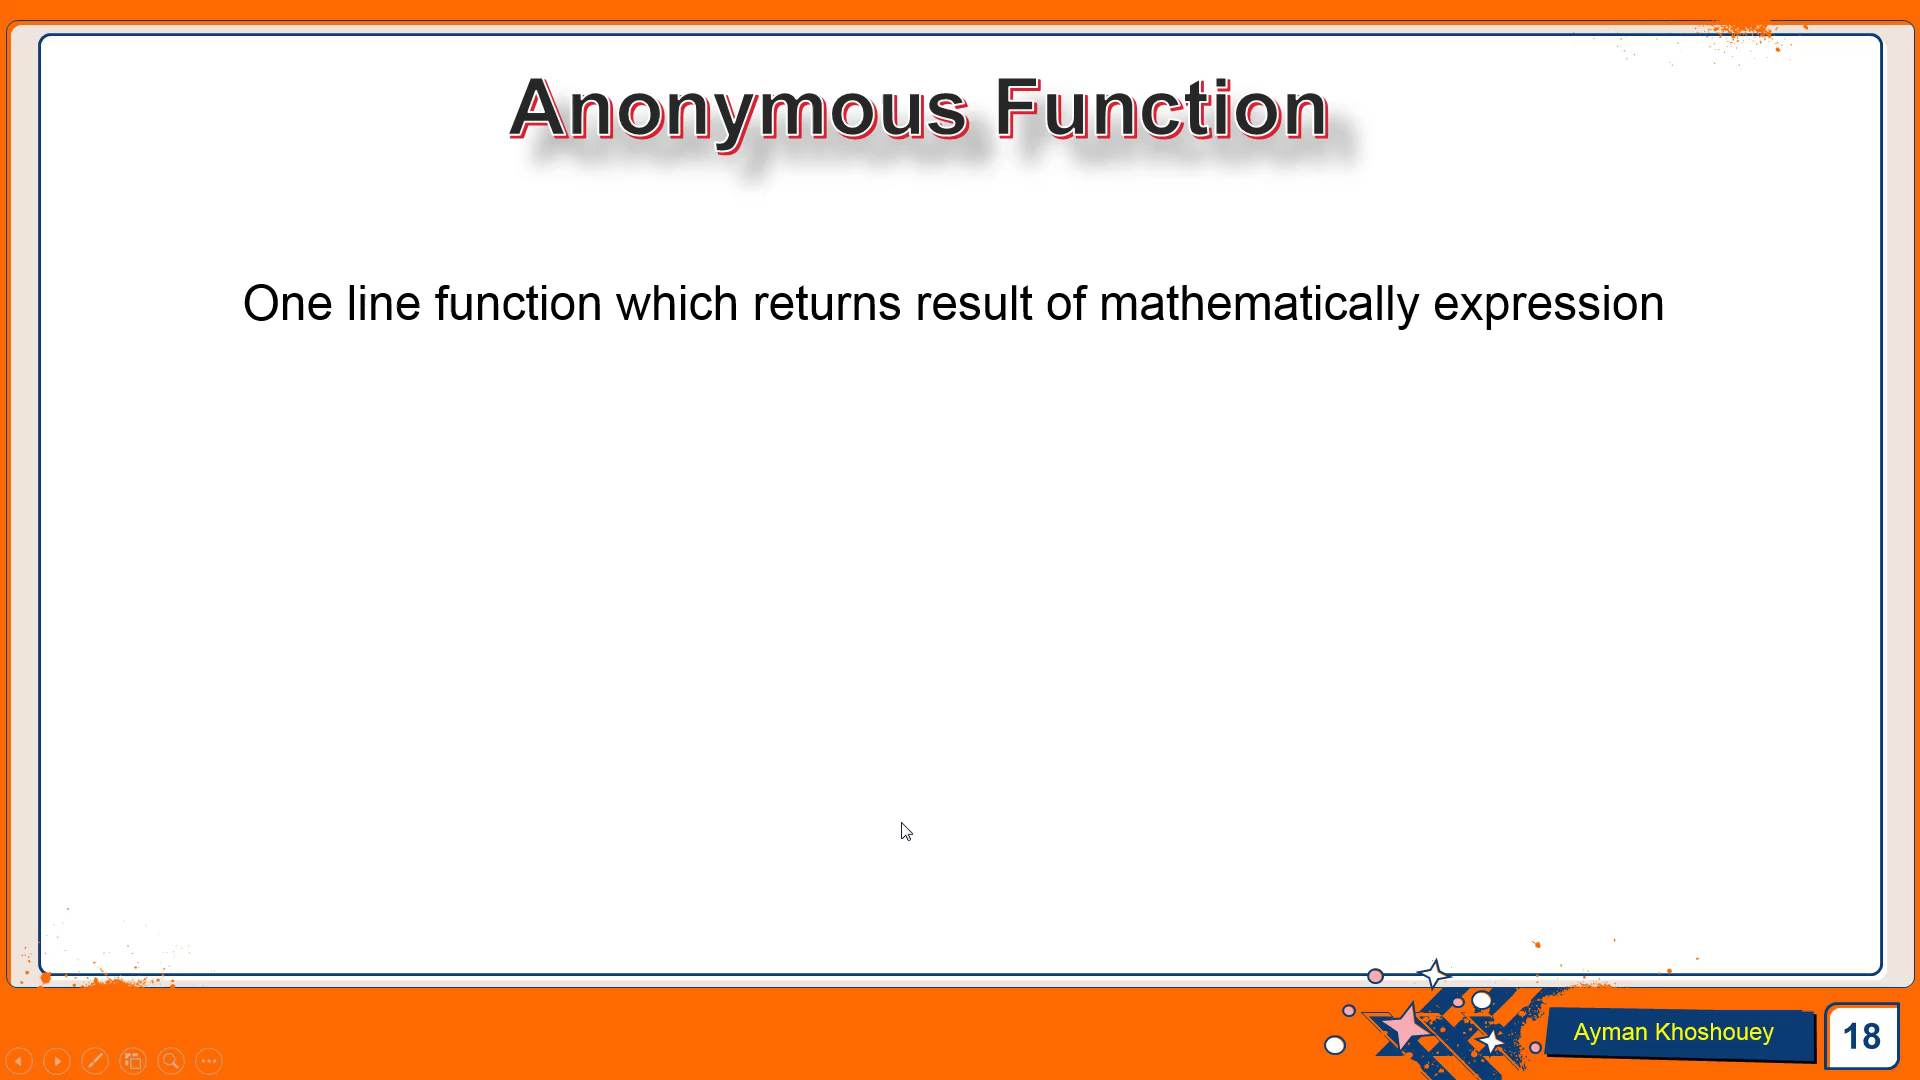 Anonymous Function
One line function which returns result of mathematically expression
Ayman Khoshouey
18